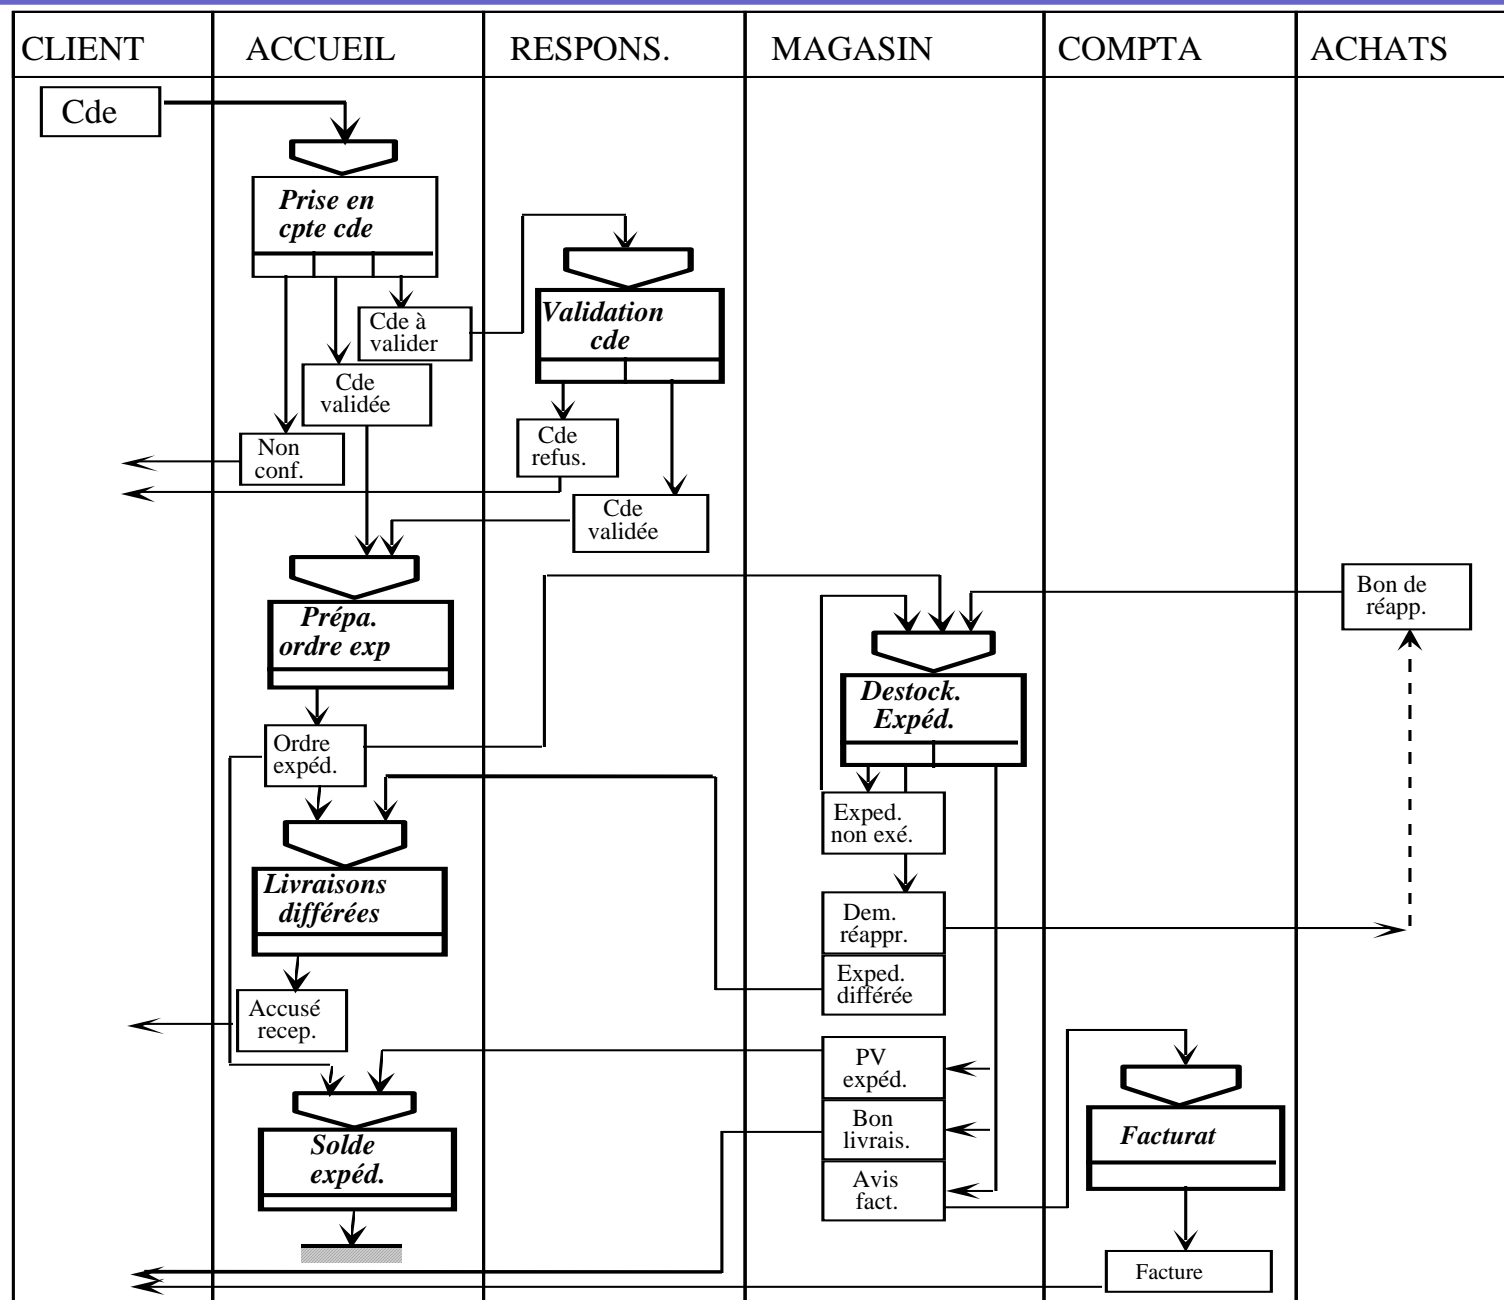 CLIENT ACCUEIL RESPONS. MAGASIN COMPTA ACHATS
Cde
Prise en
cpte cde
Cde à
valider
Validation
cde
Cde
validée
Non
conf.
Cde
refus.
Cde
validée
Prépa.
ordre exp
Bon de
réapp.
Destock.
Expéd.
Ordre
expéd.
Exped.
non exé.
Livraisons
différées
Dem.
réappr.
Exped.
différée
Accusé
recep.
PV
expéd.
Bon
livrais.
Avis
fact.
Solde
expéd.
Facturat
Facture